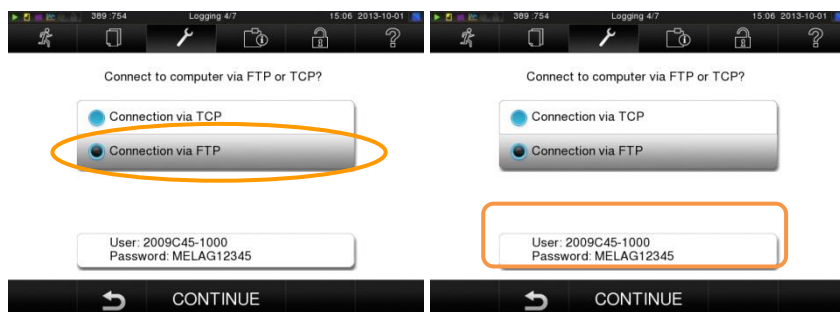 389 :754 Logging 4/7 15:06 2013-10-01
Connect to computer via FTP or TCP?
Connection via TCP
Connection via FTP
User: 2009C45-1000
Password: MELAG12345
CONTINUE
389 :754 Logging 4/7 15:06 2013-10-01
Connect to computer via FTP or TCP?
Connection via TCP
Connection via FTP
User: 2009C45-1000
Password: MELAG12345
CONTINUE